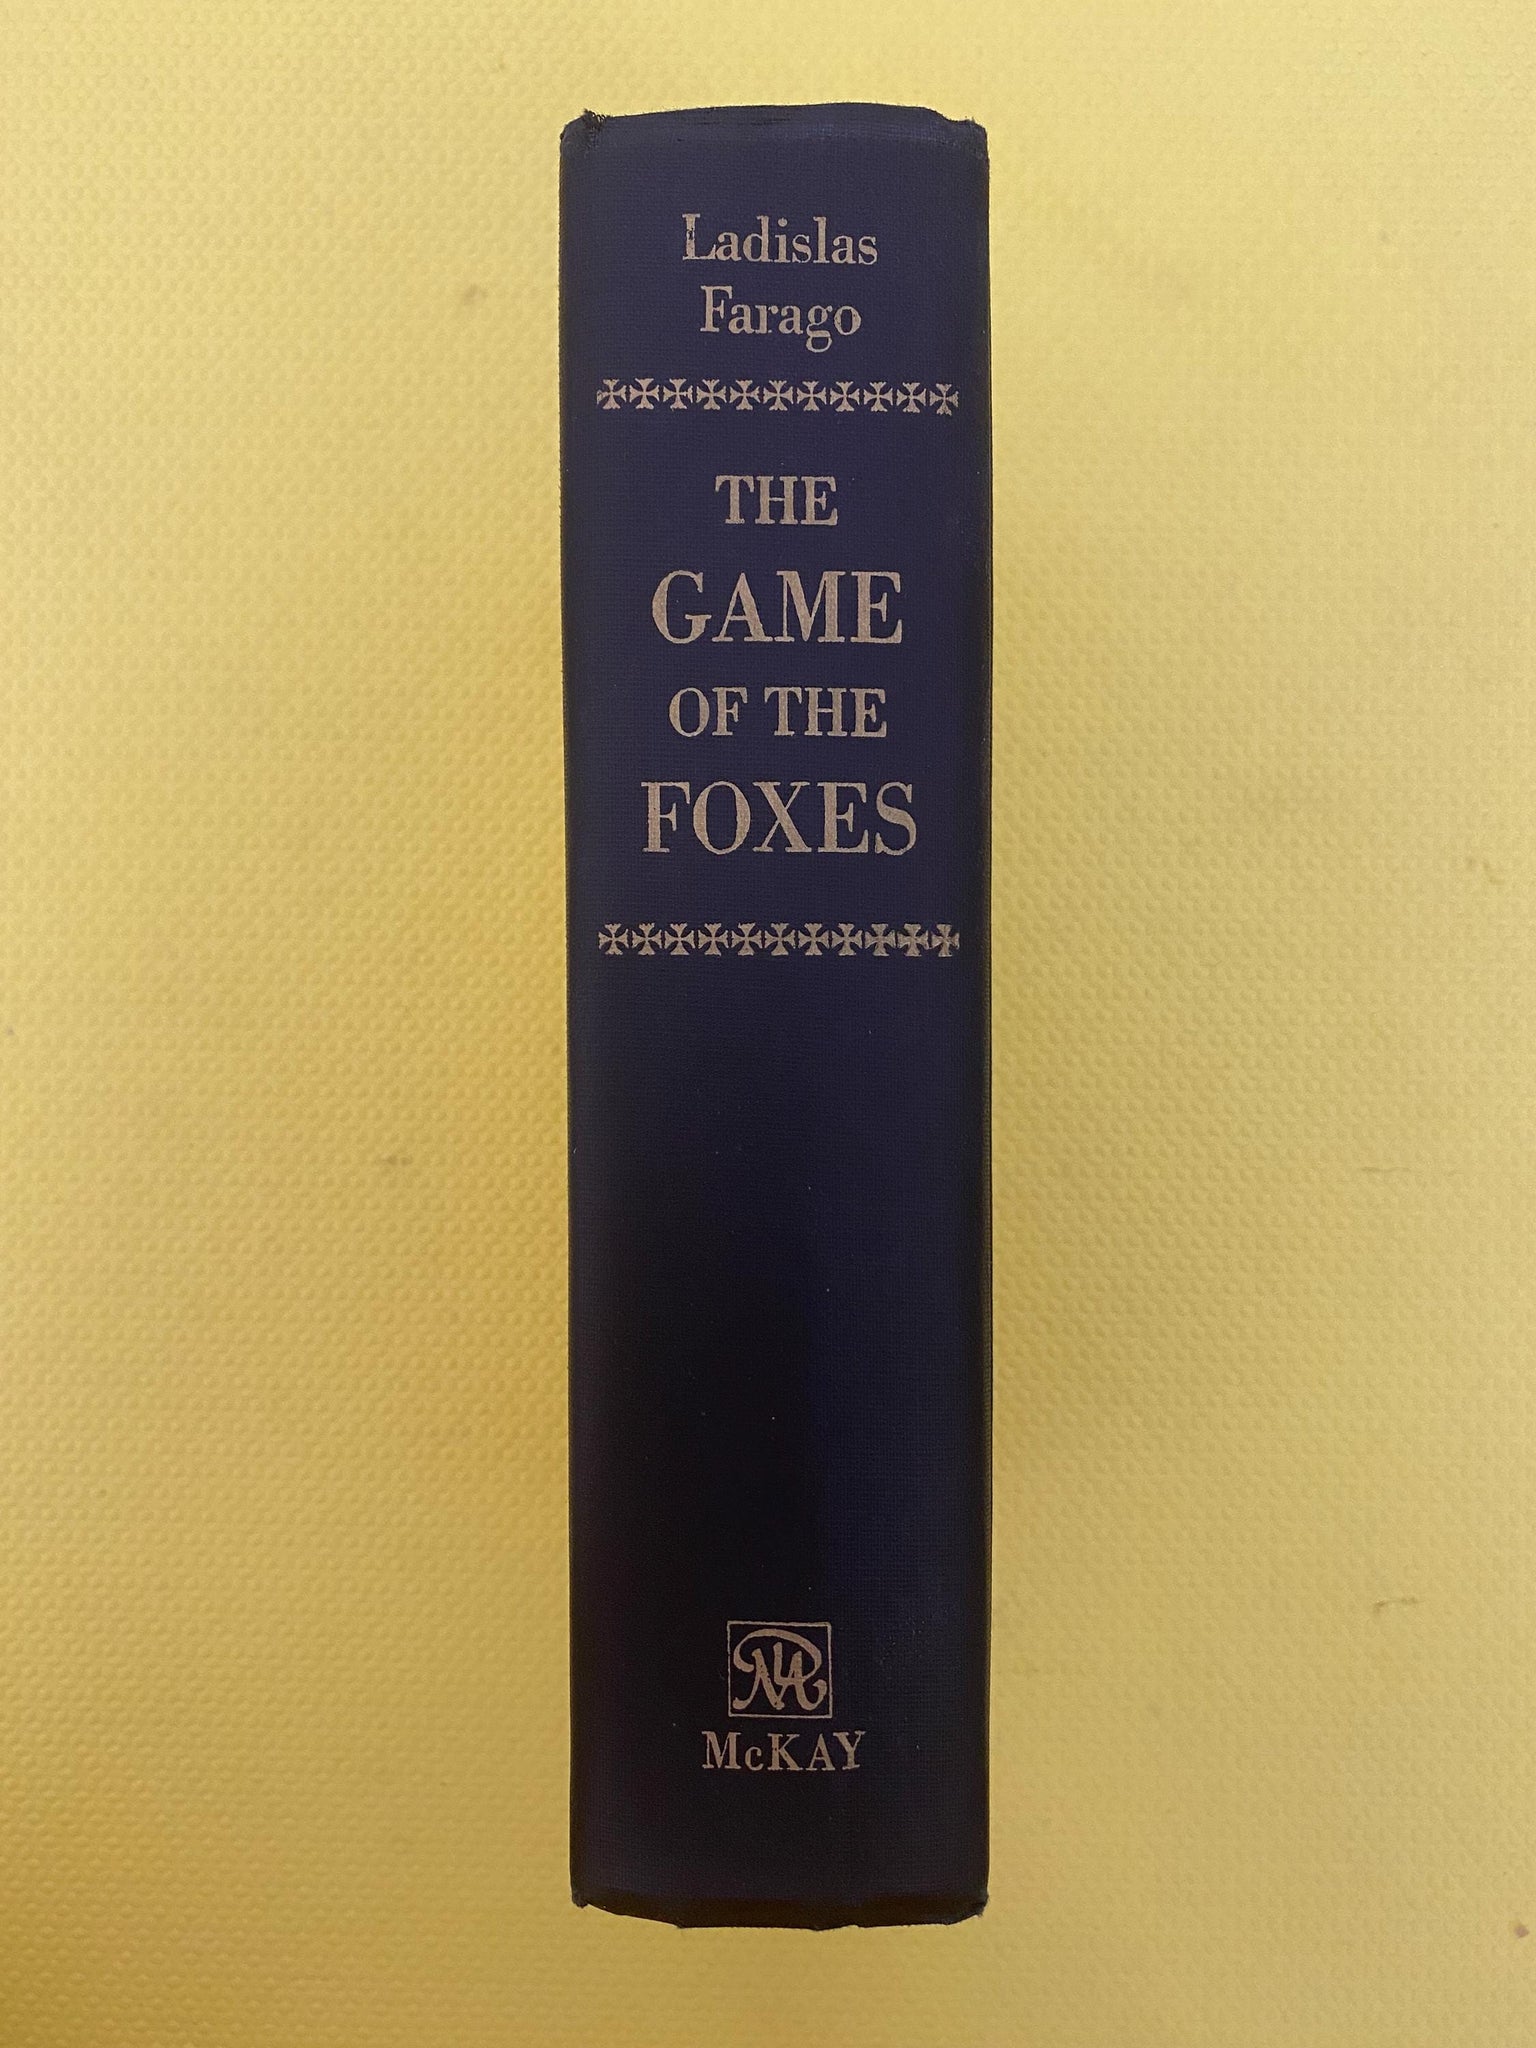 Ladislas
Farago
THE
GAME
OF THE
FOXES
McKAY